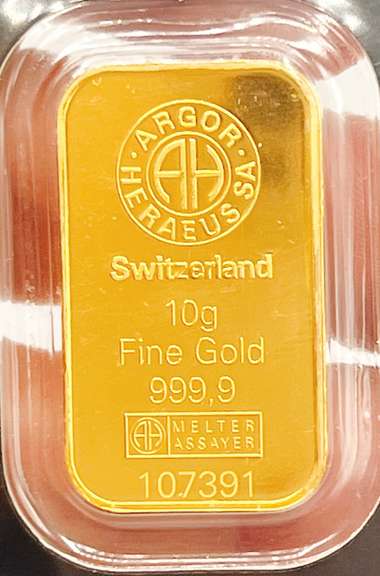 · ARGOR ·
HERAEUS SA
AH
Switzerland
10g
Fine Gold
999,9
AH MELTER
ASSAYER
107391